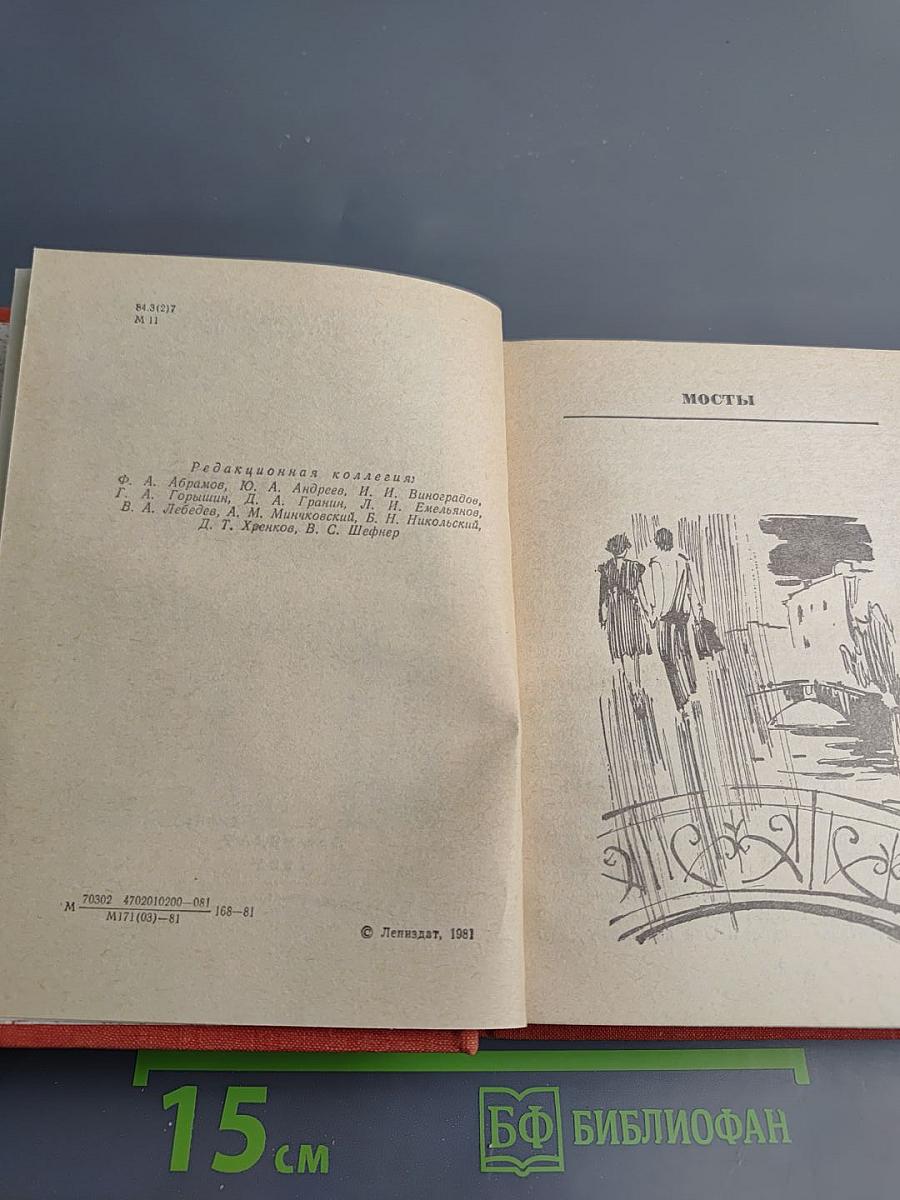 84.3(2)7
М 11
Редакционная коллегия:
Ф. А. Абрамов, Ю. А. Андреев, И. И. Виноградов,
Г. А. Горышин, Д. А. Гранин, Л. И. Емельянов,
В. А. Лебедев, А. М. Минчковский, Б. Н. Никольский,
Д. Т. Хренков, В. С. Шефнер
М 70302 4702010200—081 168—81
М171(03)—81
© Лениздат, 1981
МОСТЫ
15 см
БФ БИБЛИОФАН